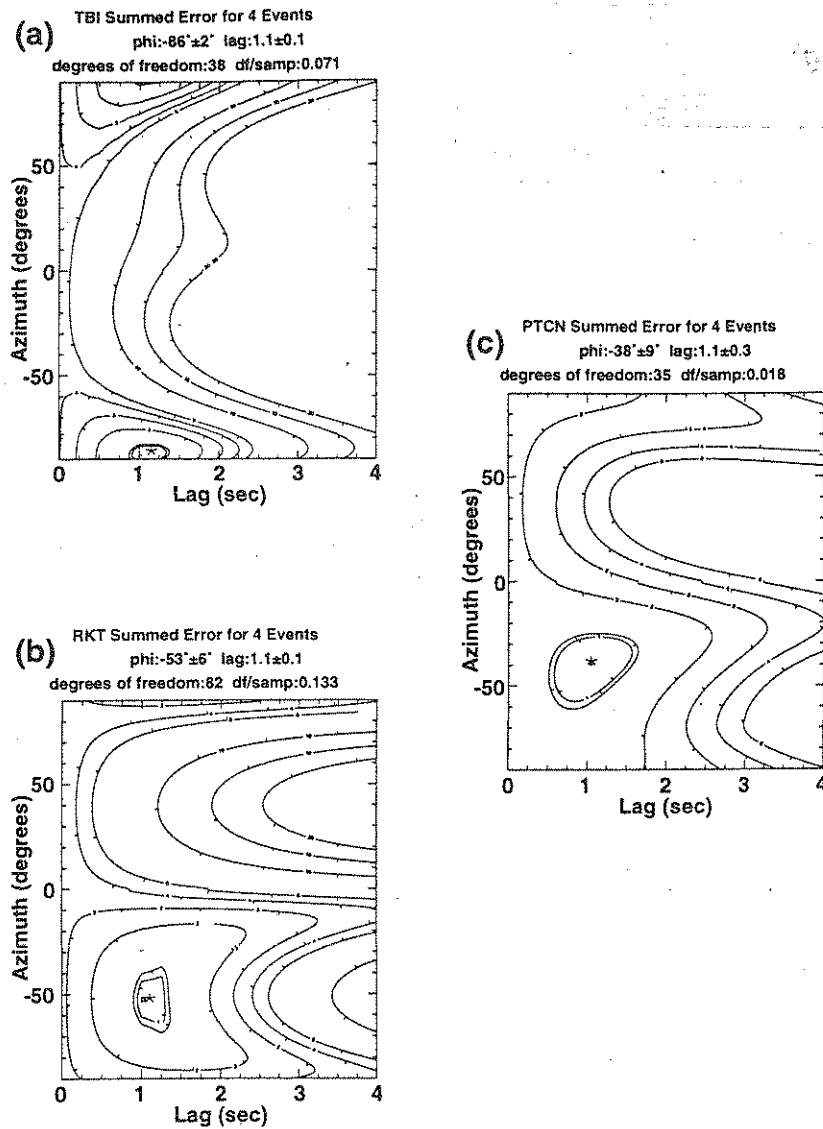 (a)
TBI Summed Error for 4 Events
phi:-86°±2° lag:1.1±0.1
degrees of freedom:38 df/samp:0.071
50
0
-50
Azimuth (degrees)
0 1 2 3 4
Lag (sec)
(b)
RKT Summed Error for 4 Events
phi:-53°±6° lag:1.1±0.1
degrees of freedom:82 df/samp:0.133
50
0
-50
Azimuth (degrees)
0 1 2 3 4
Lag (sec)
(c)
PTCN Summed Error for 4 Events
phi:-38°±9° lag:1.1±0.3
degrees of freedom:35 df/samp:0.018
50
0
-50
Azimuth (degrees)
0 1 2 3 4
Lag (sec)